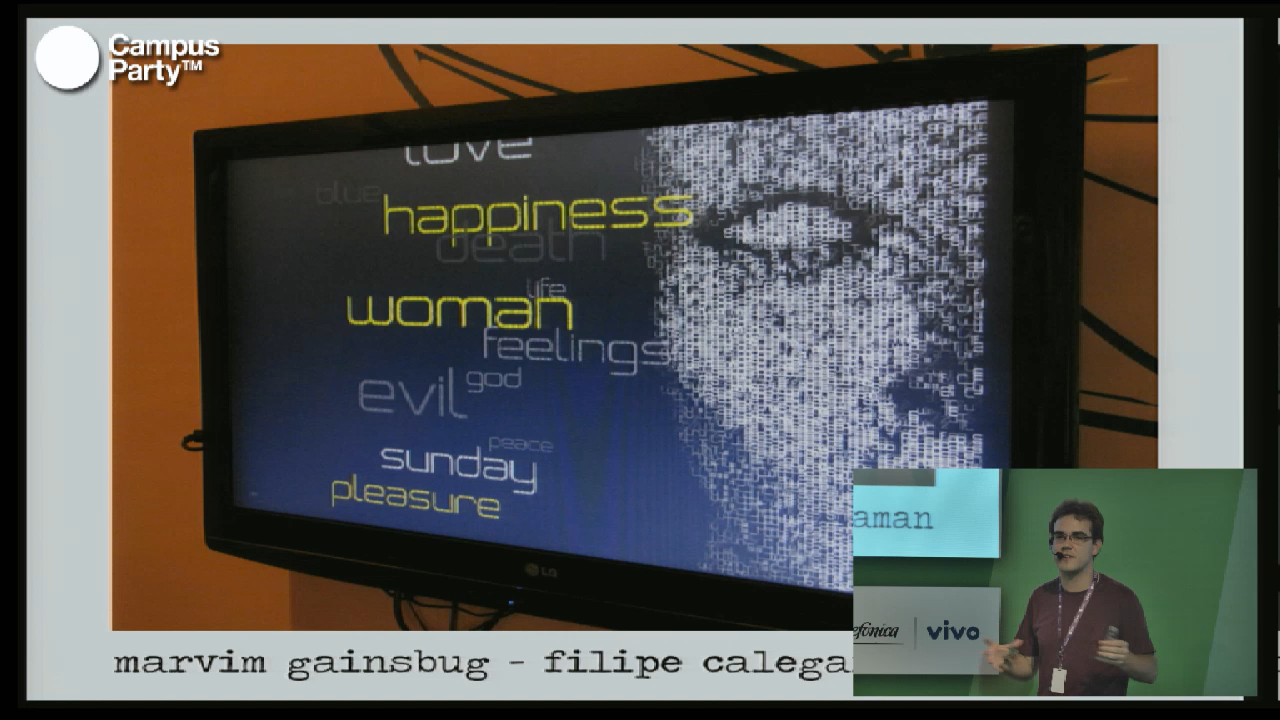 Campus
Party™
love
blue
happiness
death
life
woman
feelings
god
evil
peace
sunday
pleasure
LG
aman
efónica | vivo
marvim gainsbug - filipe calega